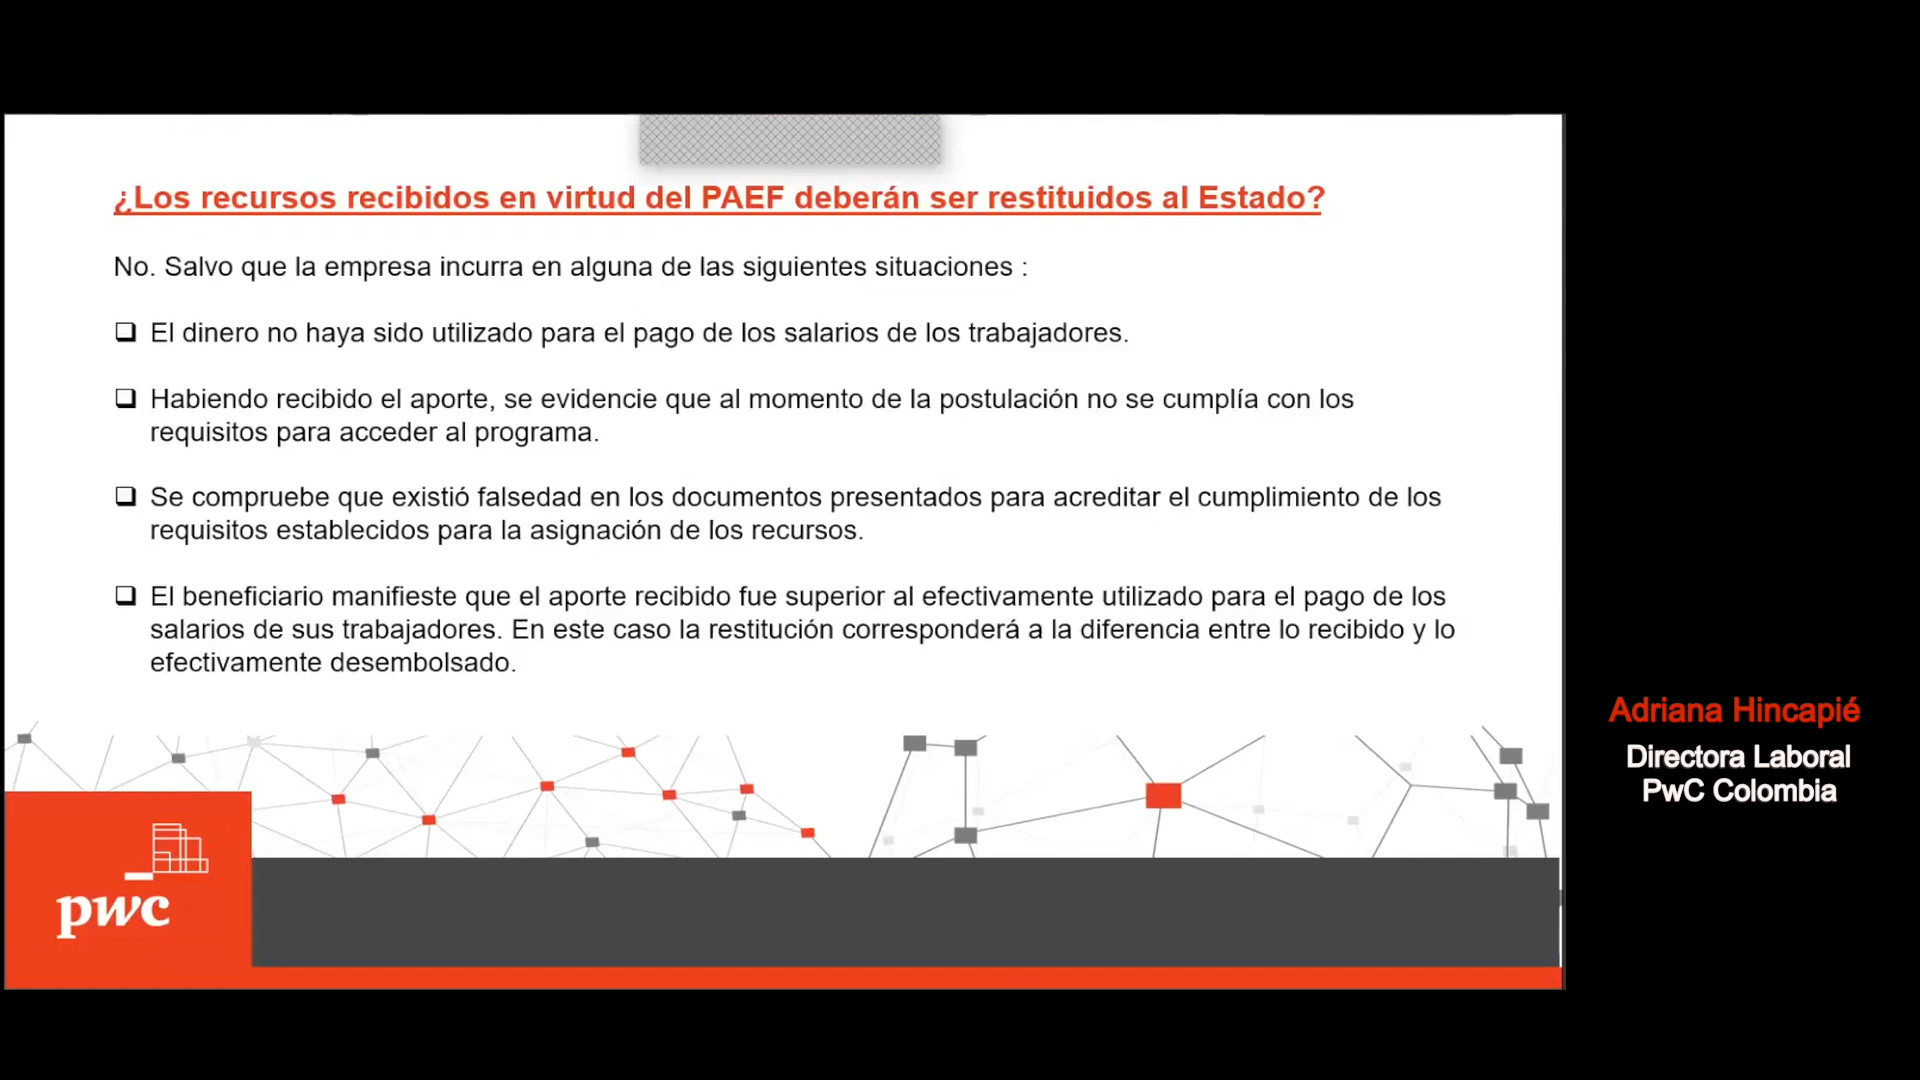 ¿Los recursos recibidos en virtud del PAEF deberán ser restituidos al Estado?
No. Salvo que la empresa incurra en alguna de las siguientes situaciones :
❑ El dinero no haya sido utilizado para el pago de los salarios de los trabajadores.
❑ Habiendo recibido el aporte, se evidencie que al momento de la postulación no se cumplía con los
requisitos para acceder al programa.
❑ Se compruebe que existió falsedad en los documentos presentados para acreditar el cumplimiento de los
requisitos establecidos para la asignación de los recursos.
❑ El beneficiario manifieste que el aporte recibido fue superior al efectivamente utilizado para el pago de los
salarios de sus trabajadores. En este caso la restitución corresponderá a la diferencia entre lo recibido y lo
efectivamente desembolsado.
Adriana Hincapié
Directora Laboral
PwC Colombia
pwc